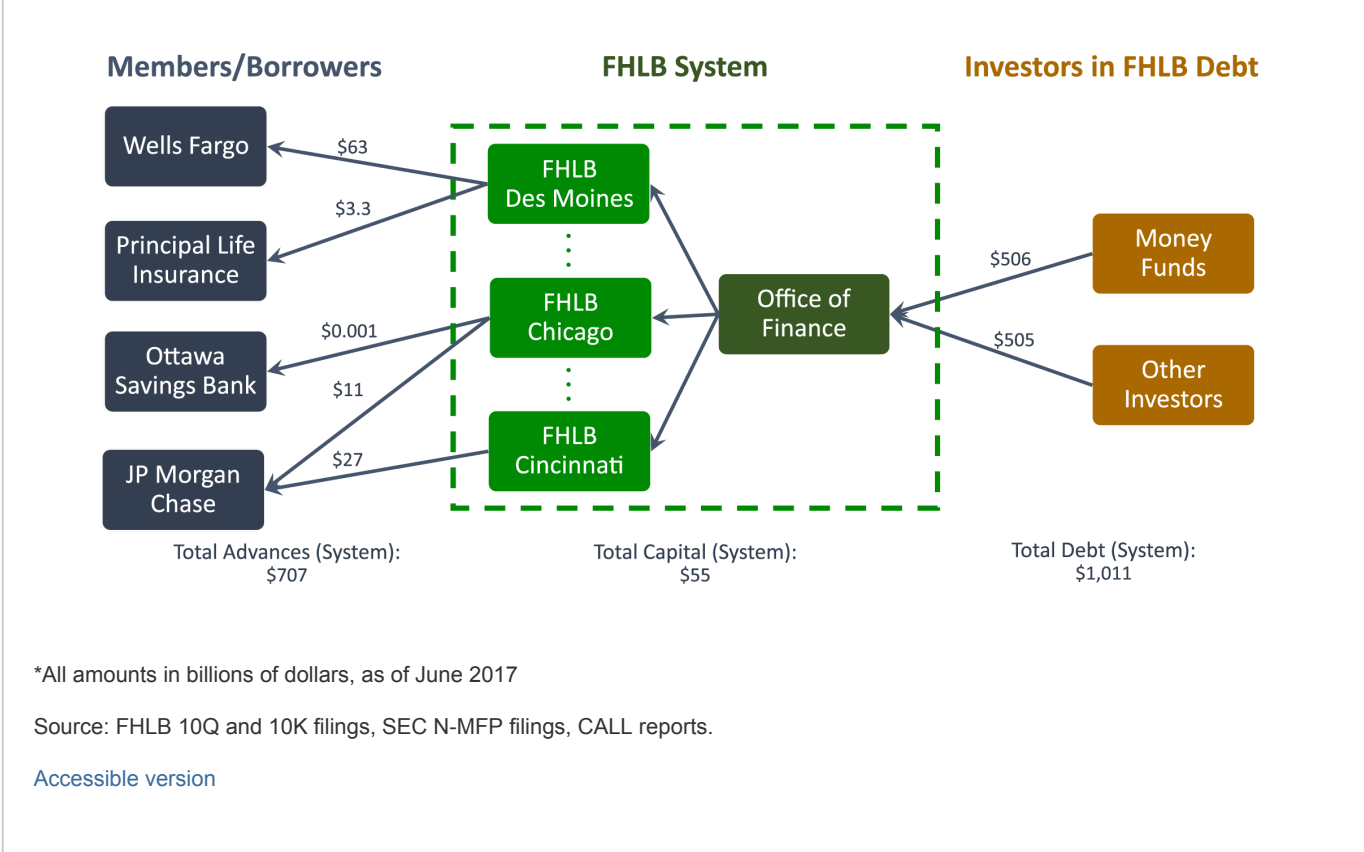 Members/Borrowers
FHLB System
Investors in FHLB Debt
Wells Fargo
Principal Life
Insurance
Ottawa
Savings Bank
JP Morgan
Chase
$63
$3.3
$0.001
$11
$27
FHLB
Des Moines
FHLB
Chicago
FHLB
Cincinnati
Office of
Finance
$506
$505
Money
Funds
Other
Investors
Total Advances (System):
$707
Total Capital (System):
$55
Total Debt (System):
$1,011
*All amounts in billions of dollars, as of June 2017
Source: FHLB 10Q and 10K filings, SEC N-MFP filings, CALL reports.
Accessible version